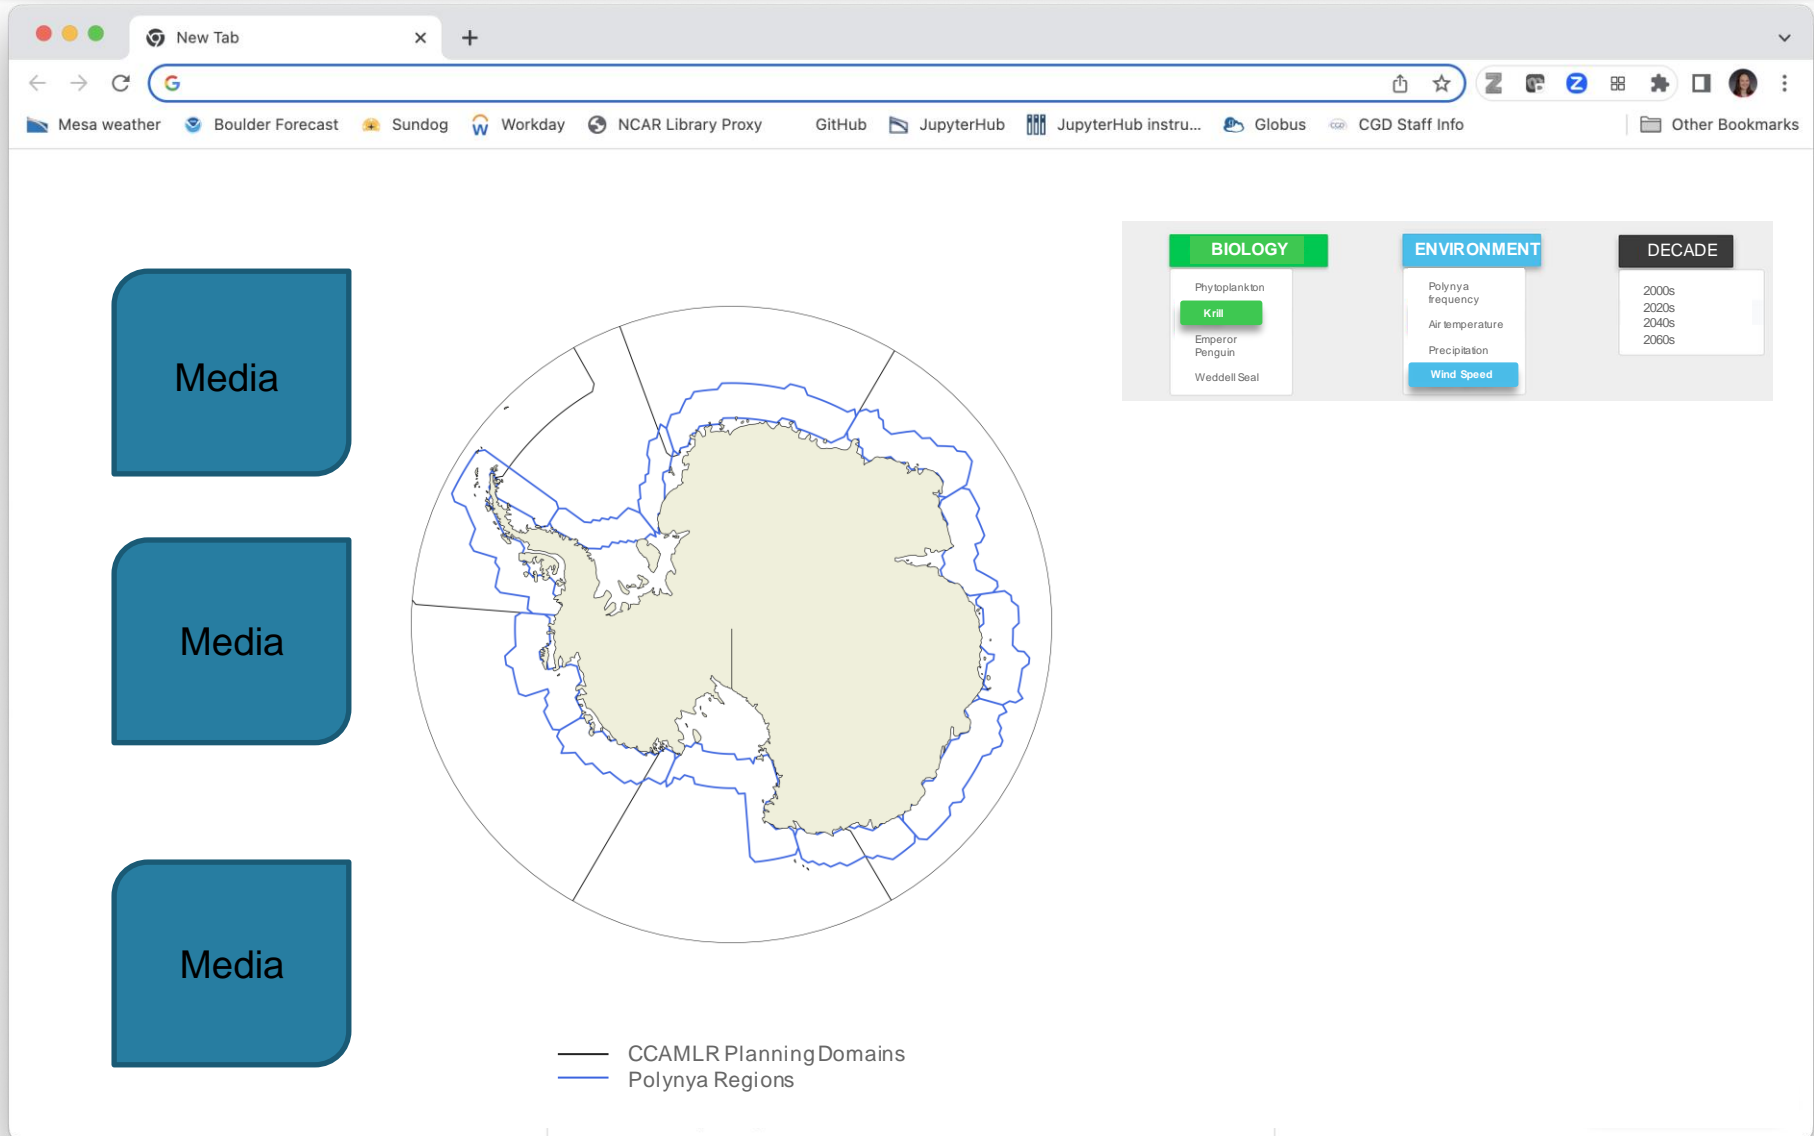 New Tab
Mesa weather
Boulder Forecast
Sundog
Workday
NCAR Library Proxy
GitHub
JupyterHub
JupyterHub instru...
Globus
CGD Staff Info
Other Bookmarks
Media
Media
Media
BIOLOGY
Phytoplankton
Krill
Emperor
Penguin
Weddell Seal
ENVIRONMENT
Polynya
frequency
Air temperature
Precipitation
Wind Speed
DECADE
2000s
2020s
2040s
2060s
CCAMLR Planning Domains
Polynya Regions